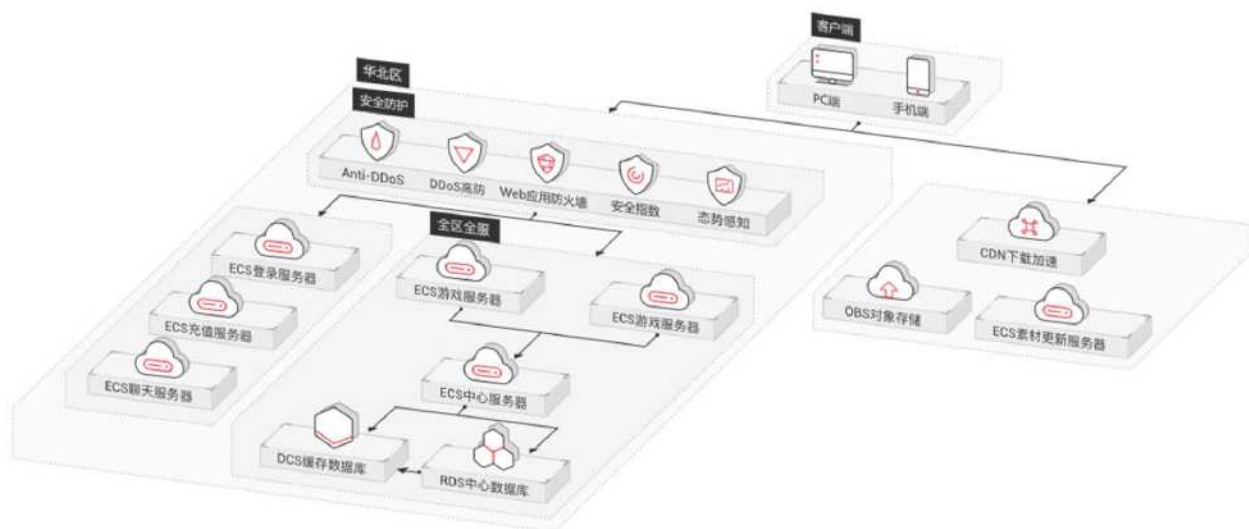 客户端
PC端
手机端
华北区
安全防护
Anti-DDoS
DDoS高防
Web应用防火墙
安全指数
态势感知
全区全服
ECS登录服务器
ECS充值服务器
ECS聊天服务器
ECS游戏服务器
ECS游戏服务器
ECS中心服务器
DCS缓存数据库
RDS中心数据库
CDN下载加速
OBS对象存储
ECS素材更新服务器